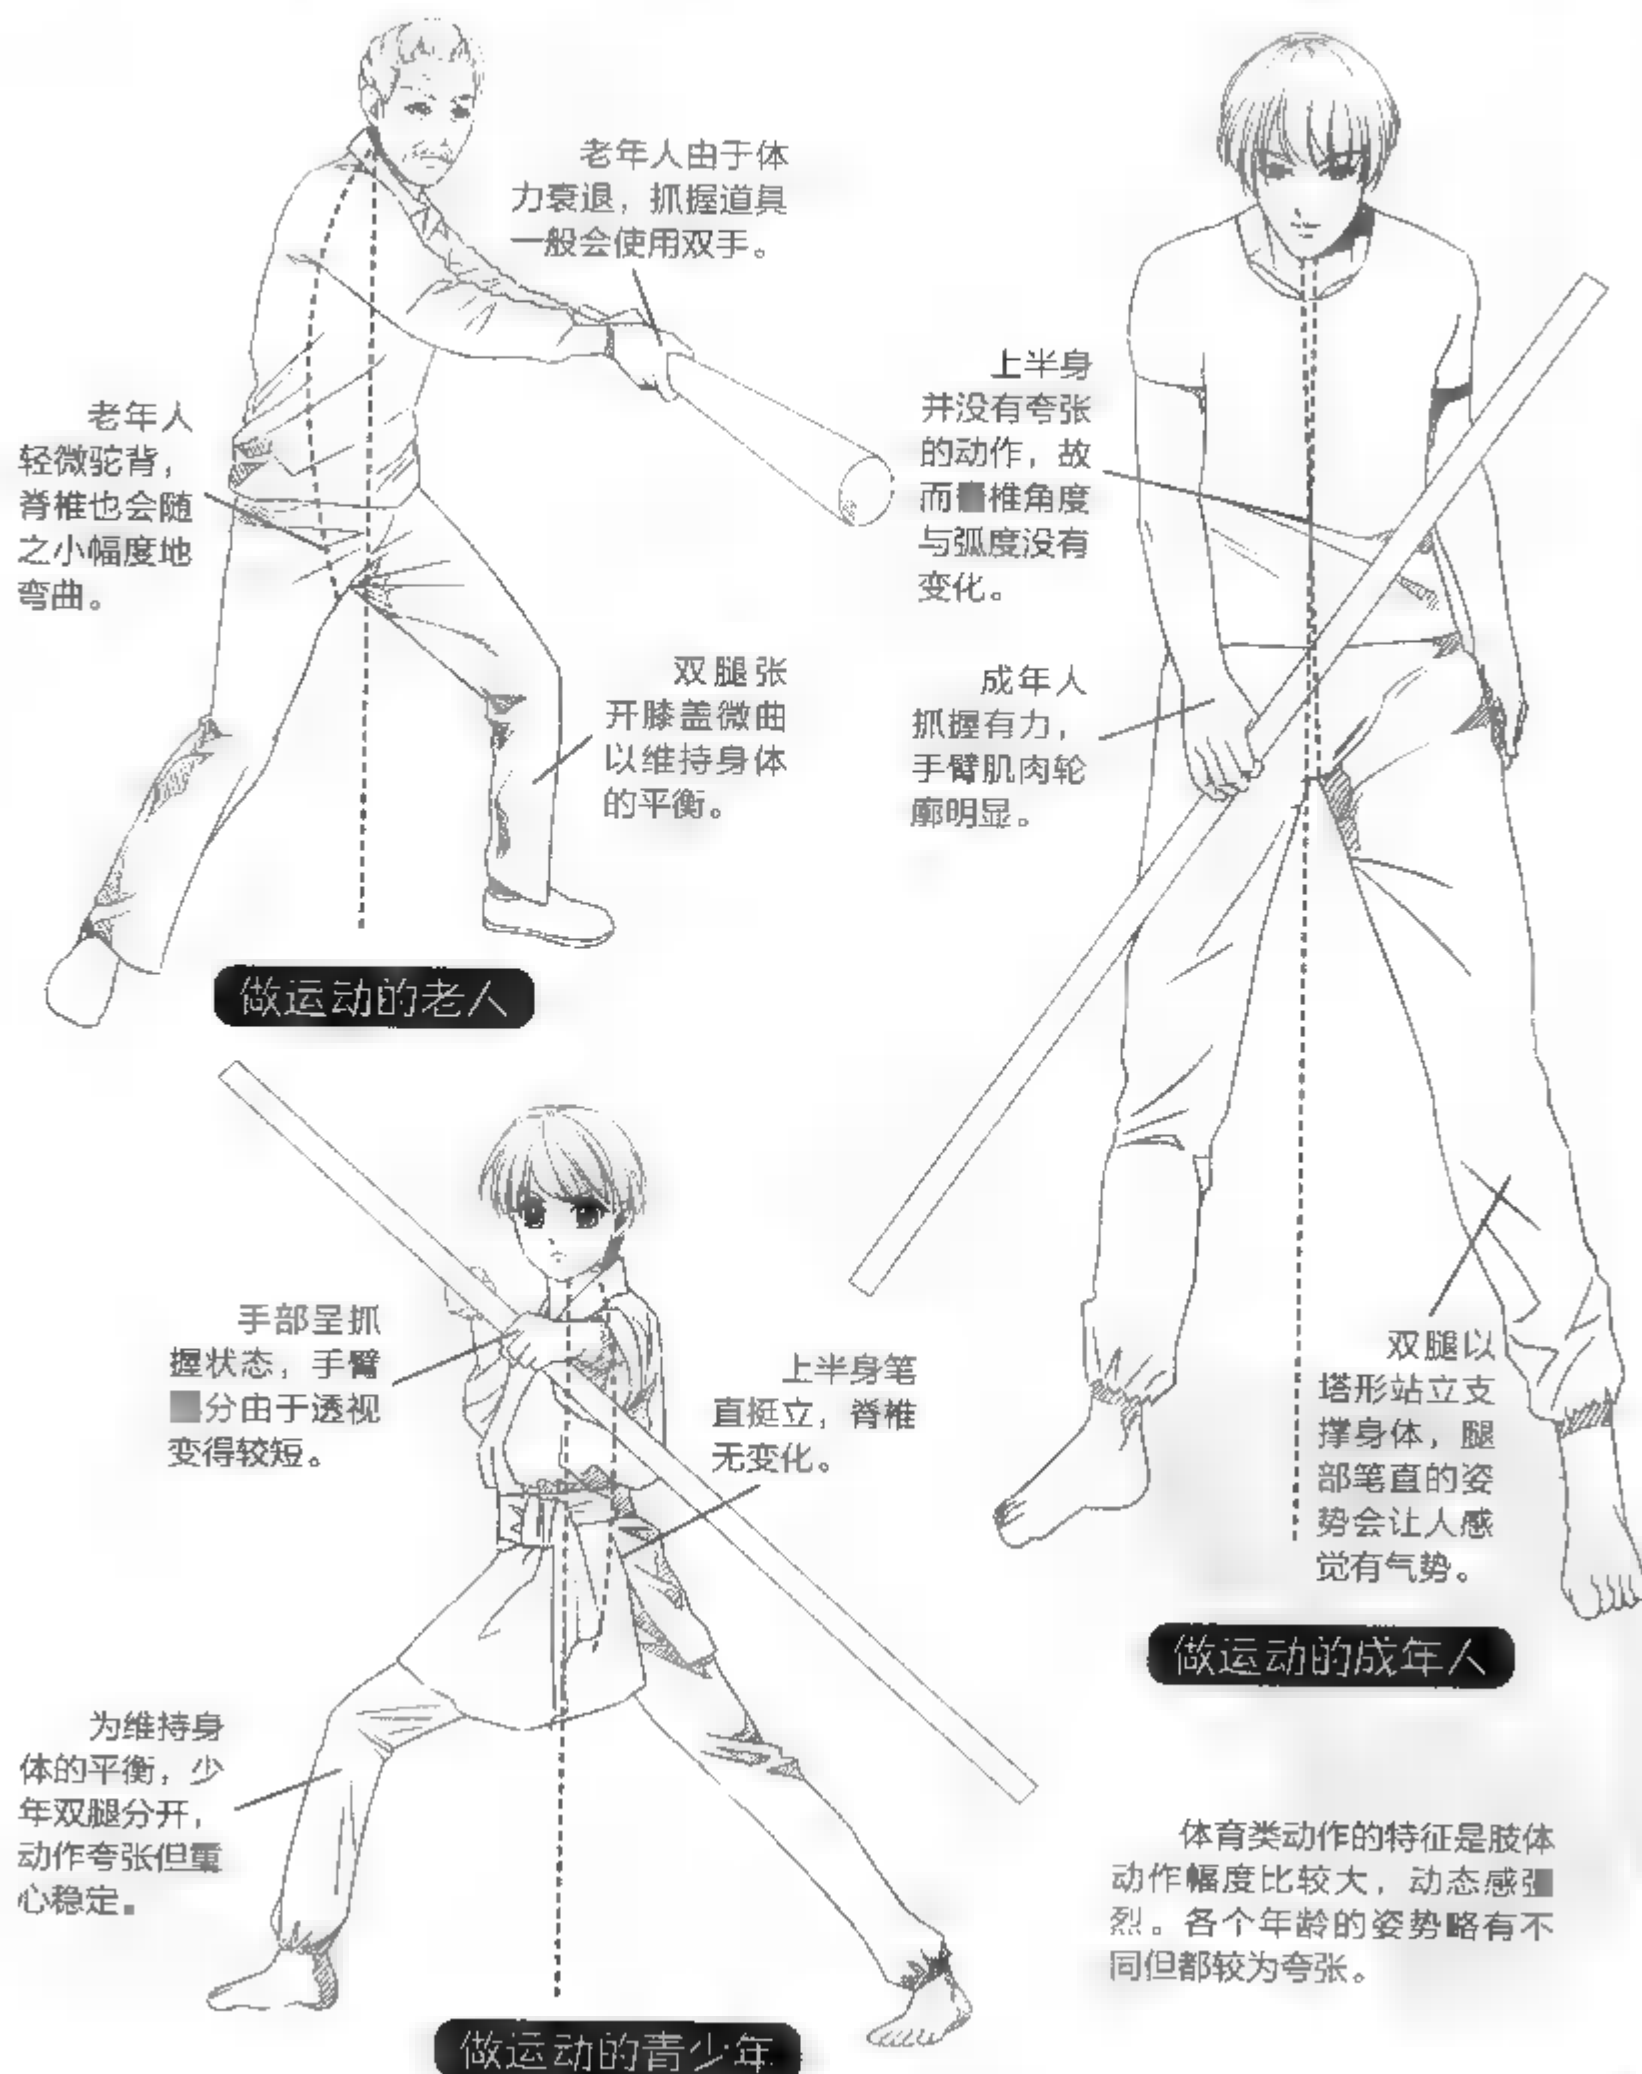 老年人由于体
力衰退，抓握道具
一般会使用双手。
老年人
轻微驼背，
脊椎也会随
之小幅度地
弯曲。
双腿张
开膝盖微曲
以维持身体
的平衡。
做运动的老人
上半身
并没有夸张
的动作，故
而椎角度
与弧度没有
变化。
成年人
抓握有力，
手臂肌肉轮
廓明显。
双腿以
塔形站立支
撑身体，腿
部笔直的姿
势会让人感
觉有气势。
做运动的成年人
手部呈抓
握状态，手臂
分由于透视
变得较短。
上半身笔
直挺立，脊椎
无变化。
为维持身
体的平衡，少
年双腿分开，
动作夸张但重
心稳定。
做运动的青少年
体育类动作的特征是肢体
动作幅度比较大，动态感强
烈。各个年龄的姿势略有不
同但都较为夸张。